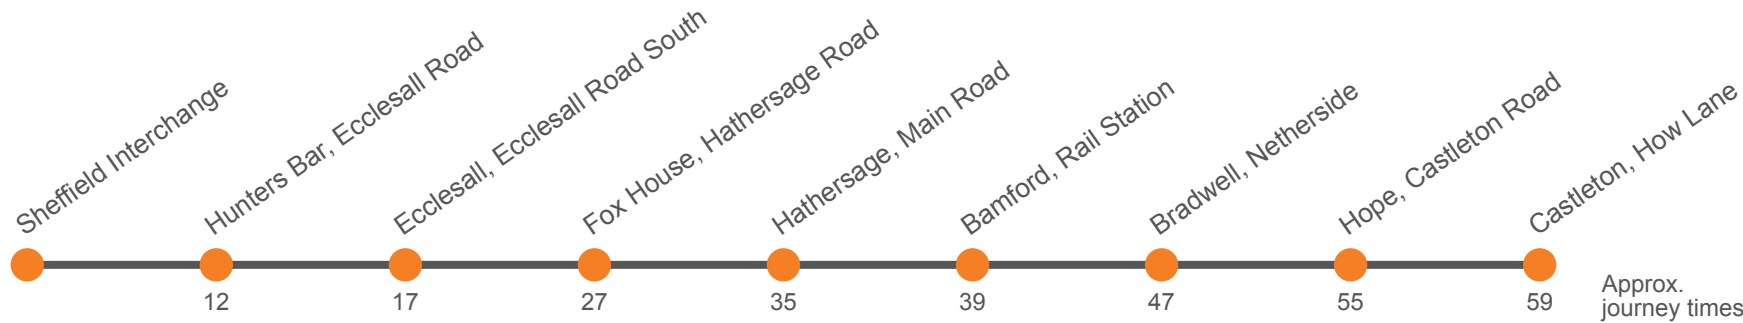 Sheffield Interchange
Hunters Bar, Ecclesall Road
Ecclesall, Ecclesall Road South
Fox House, Hathersage Road
Hathersage, Main Road
Bamford, Rail Station
Bradwell, Netherside
Hope, Castleton Road
Castleton, How Lane
12 17 27 35 39 47 55 59
Approx.
journey times